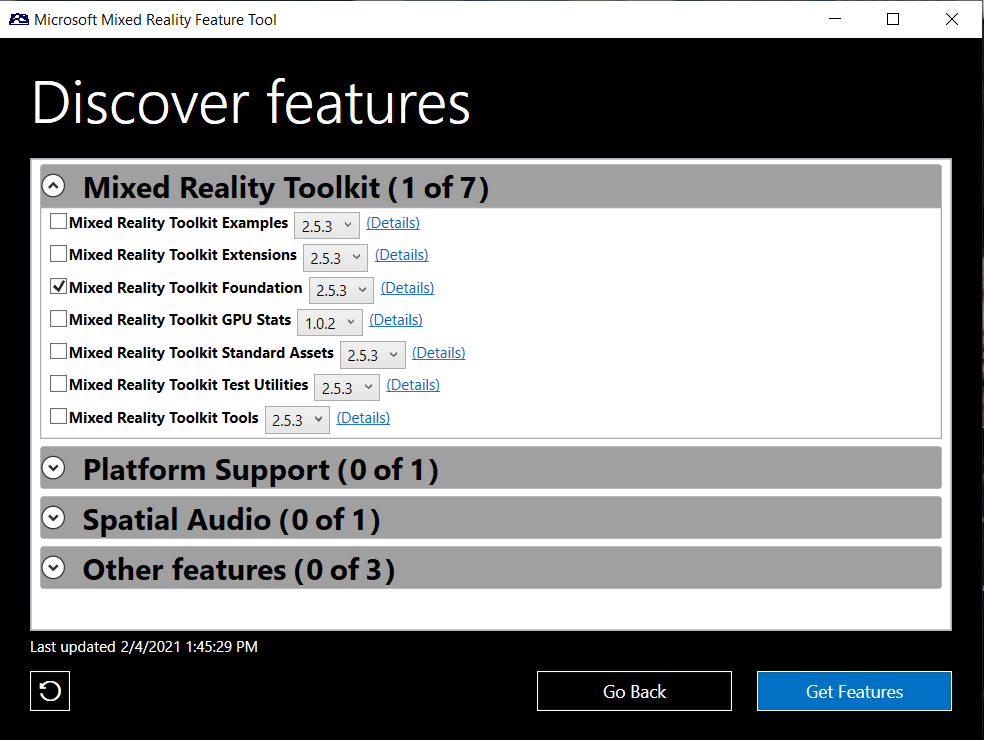 Microsoft Mixed Reality Feature Tool
Discover features
Mixed Reality Toolkit (1 of 7)
Mixed Reality Toolkit Examples 2.5.3 (Details)
Mixed Reality Toolkit Extensions 2.5.3 (Details)
Mixed Reality Toolkit Foundation 2.5.3 (Details)
Mixed Reality Toolkit GPU Stats 1.0.2 (Details)
Mixed Reality Toolkit Standard Assets 2.5.3 (Details)
Mixed Reality Toolkit Test Utilities 2.5.3 (Details)
Mixed Reality Toolkit Tools 2.5.3 (Details)
Platform Support (0 of 1)
Spatial Audio (0 of 1)
Other features (0 of 3)
Last updated 2/4/2021 1:45:29 PM
Go Back Get Features